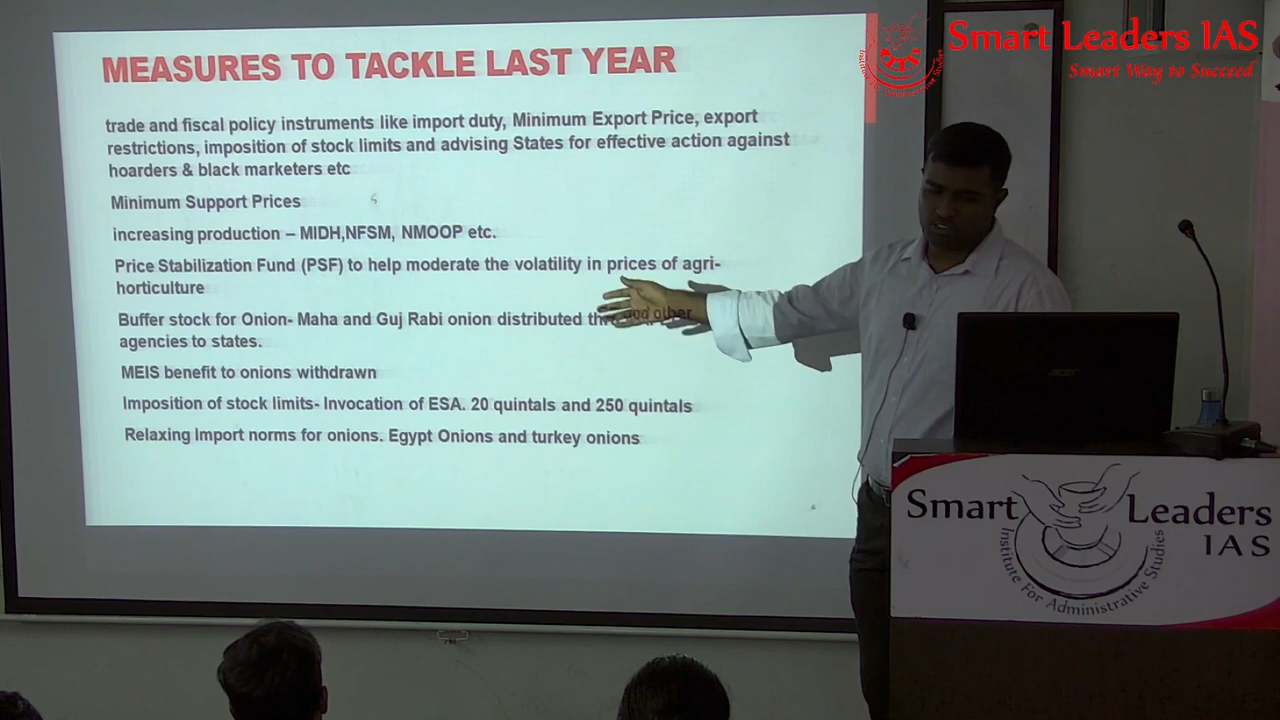 MEASURES TO TACKLE LAST YEAR
trade and fiscal policy instruments like import duty, Minimum Export Price, export
restrictions, imposition of stock limits and advising States for effective action against
hoarders & black marketers etc
Minimum Support Prices
increasing production – MIDH,NFSM, NMOOP etc.
Price Stabilization Fund (PSF) to help moderate the volatility in prices of agri-
horticulture
Buffer stock for Onion- Maha and Guj Rabi onion distributed and other
agencies to states.
MEIS benefit to onions withdrawn
Imposition of stock limits- Invocation of ESA. 20 quintals and 250 quintals
Relaxing Import norms for onions. Egypt Onions and turkey onions
Smart Leaders IAS
Smart Way to Succeed
Institute For Administrative Studies
acer
Smart Leaders
IAS
Institute For Administrative Studies